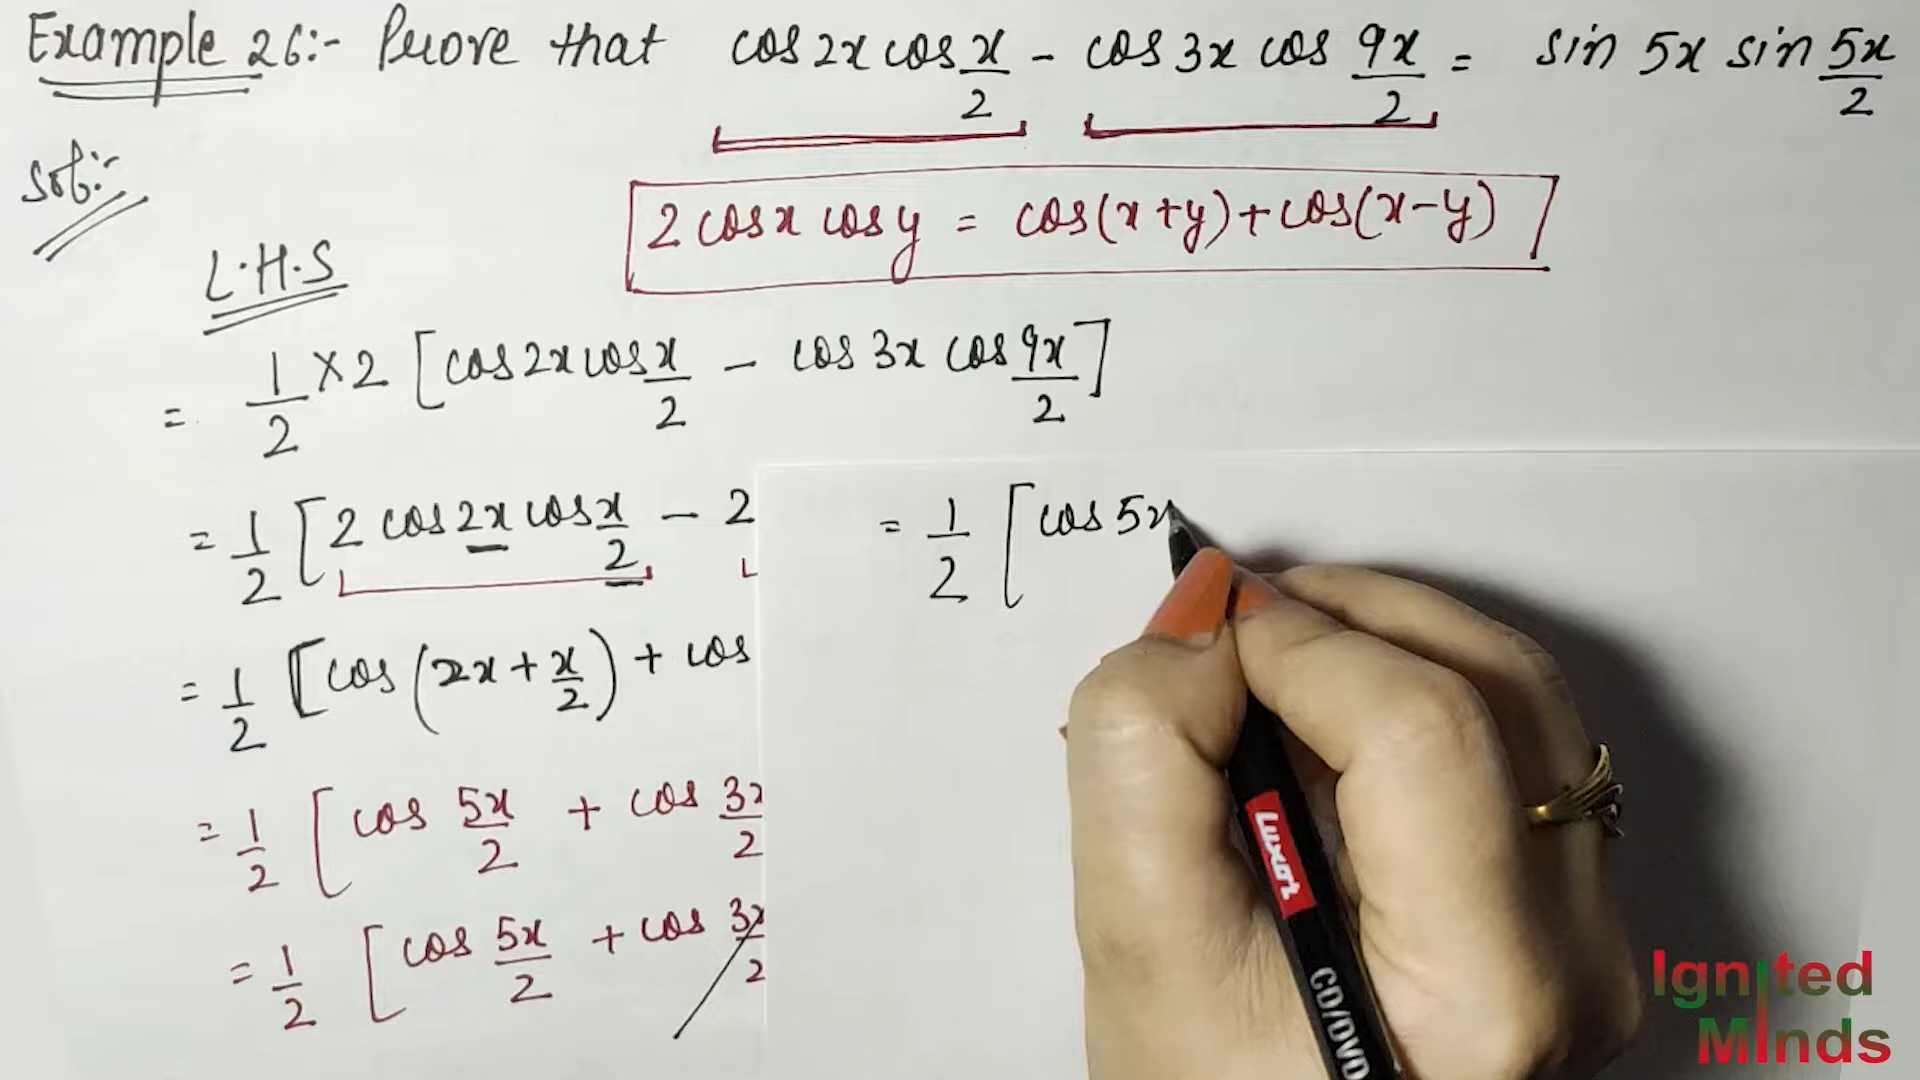 Example 26:- Prove that cos 2x cos x/2 - cos 3x cos 9x/2 = sin 5x sin 5x/2
Sol:-
2 cos x cos y = cos(x+y)+cos(x-y)
L.H.S
= 1/2 × 2 [cos 2x cos x/2 - cos 3x cos 9x/2]
= 1/2 [2 cos 2x cos x/2 - 2
= 1/2 [cos (2x + x/2) + cos
= 1/2 [cos 5x/2 + cos 3x/2
= 1/2 [cos 5x/2 + cos 3x/2
= 1/2 [cos 5x
Luxor
CD/DVD
Ignited
Minds